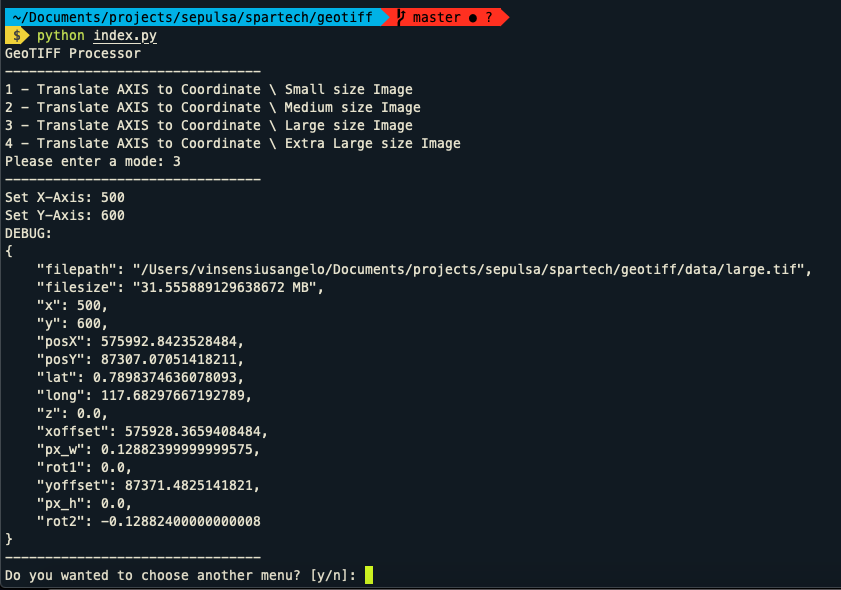 ~/Documents/projects/sepulsa/spartech/geotiff master ● ?
$ python index.py
GeoTIFF Processor
--------------------------------
1 - Translate AXIS to Coordinate \ Small size Image
2 - Translate AXIS to Coordinate \ Medium size Image
3 - Translate AXIS to Coordinate \ Large size Image
4 - Translate AXIS to Coordinate \ Extra Large size Image
Please enter a mode: 3
--------------------------------
Set X-Axis: 500
Set Y-Axis: 600
DEBUG:
{
    "filepath": "/Users/vinsensiusangelo/Documents/projects/sepulsa/spartech/geotiff/data/large.tif",
    "filesize": "31.555889129638672 MB",
    "x": 500,
    "y": 600,
    "posX": 575992.8423528484,
    "posY": 87307.07051418211,
    "lat": 0.7898374636078093,
    "long": 117.68297667192789,
    "z": 0.0,
    "xoffset": 575928.3659408484,
    "px_w": 0.12882399999999575,
    "rot1": 0.0,
    "yoffset": 87371.4825141821,
    "px_h": 0.0,
    "rot2": -0.12882400000000008
}
--------------------------------
Do you wanted to choose another menu? [y/n]: